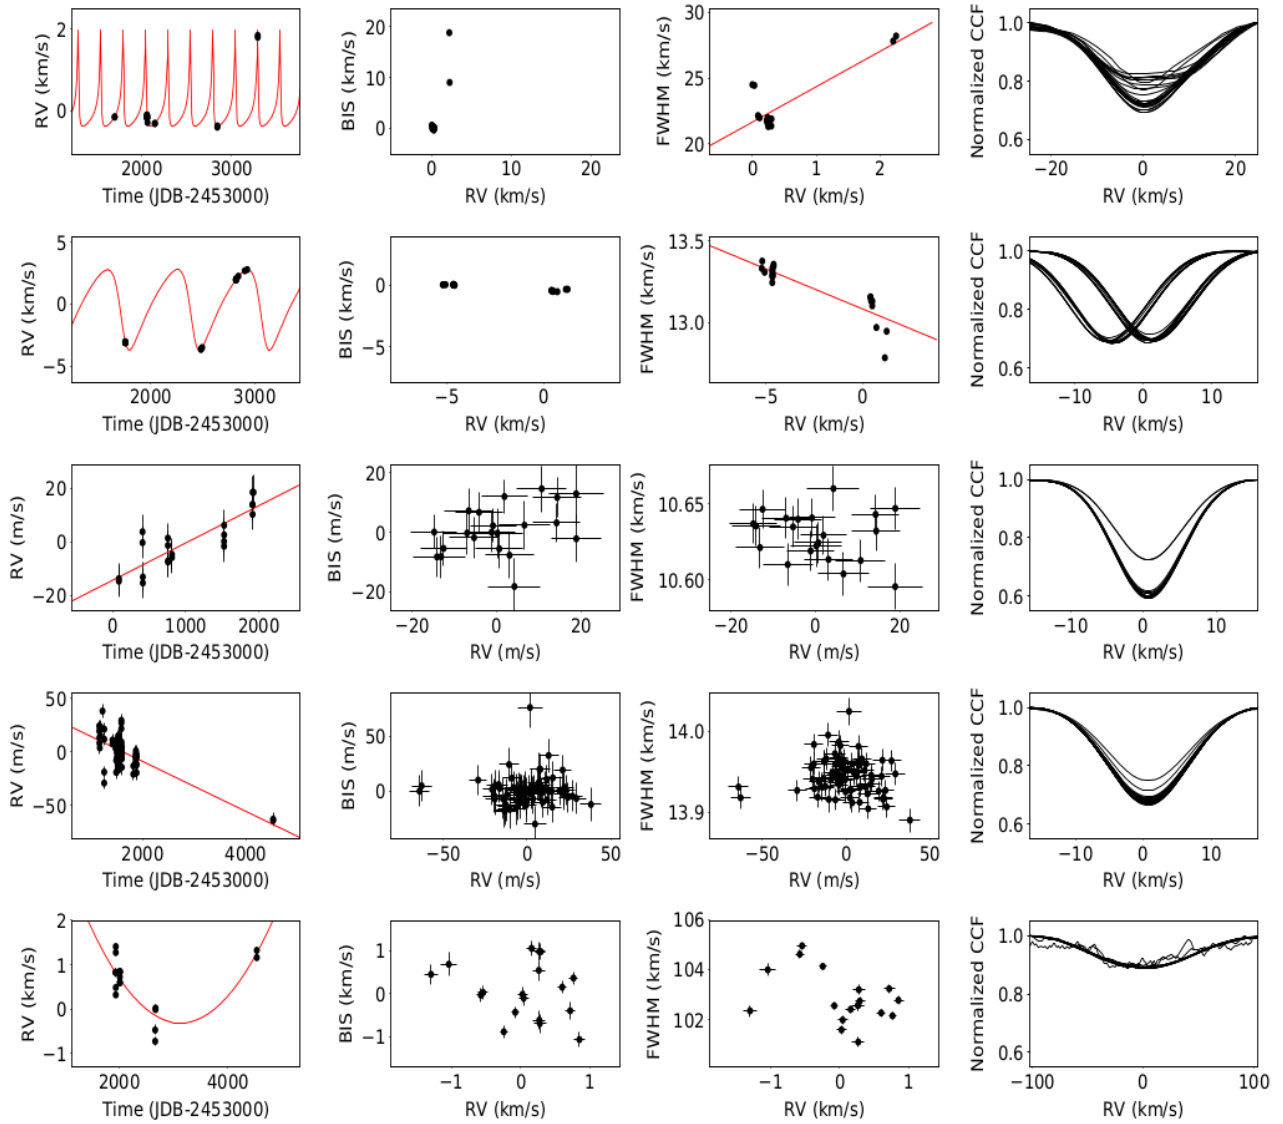 RV (km/s) 2 0 2000 3000 Time (JDB-2453000)
BIS (km/s) 20 10 0 0 10 20 RV (km/s)
FWHM (km/s) 30 25 20 0 1 2 RV (km/s)
Normalized CCF 1.0 0.8 0.6 −20 0 20 RV (km/s)
RV (km/s) 5 0 −5 2000 3000 Time (JDB-2453000)
BIS (km/s) 0 −5 −5 0 RV (km/s)
FWHM (km/s) 13.5 13.0 −5 0 RV (km/s)
Normalized CCF 1.0 0.8 0.6 −10 0 10 RV (km/s)
RV (m/s) 20 0 −20 0 1000 2000 Time (JDB-2453000)
BIS (m/s) 20 0 −20 −20 0 20 RV (m/s)
FWHM (km/s) 10.65 10.60 −20 0 20 RV (m/s)
Normalized CCF 1.0 0.8 0.6 −10 0 10 RV (km/s)
RV (m/s) 50 0 −50 2000 4000 Time (JDB-2453000)
BIS (m/s) 50 0 −50 0 50 RV (m/s)
FWHM (km/s) 14.0 13.9 −50 0 50 RV (m/s)
Normalized CCF 1.0 0.8 0.6 −10 0 10 RV (km/s)
RV (km/s) 2 1 0 −1 2000 4000 Time (JDB-2453000)
BIS (km/s) 1 0 −1 −1 0 1 RV (km/s)
FWHM (km/s) 106 104 102 −1 0 1 RV (km/s)
Normalized CCF 1.0 0.8 0.6 −100 0 100 RV (km/s)